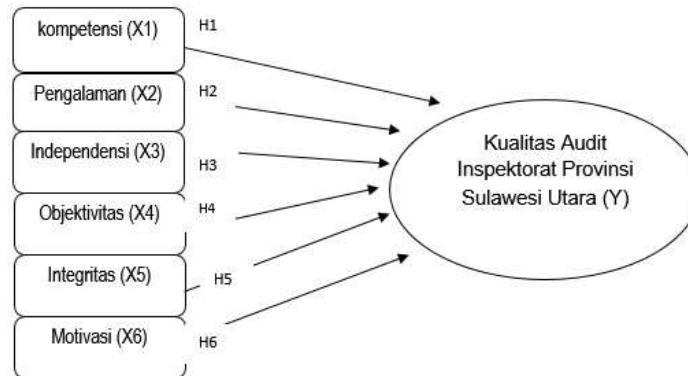 kompetensi (X1)
H1
Pengalaman (X2)
H2
Independensi (X3)
H3
Objektivitas (X4)
H4
Integritas (X5)
H5
Motivasi (X6)
H6
Kualitas Audit
Inspektorat Provinsi
Sulawesi Utara (Y)